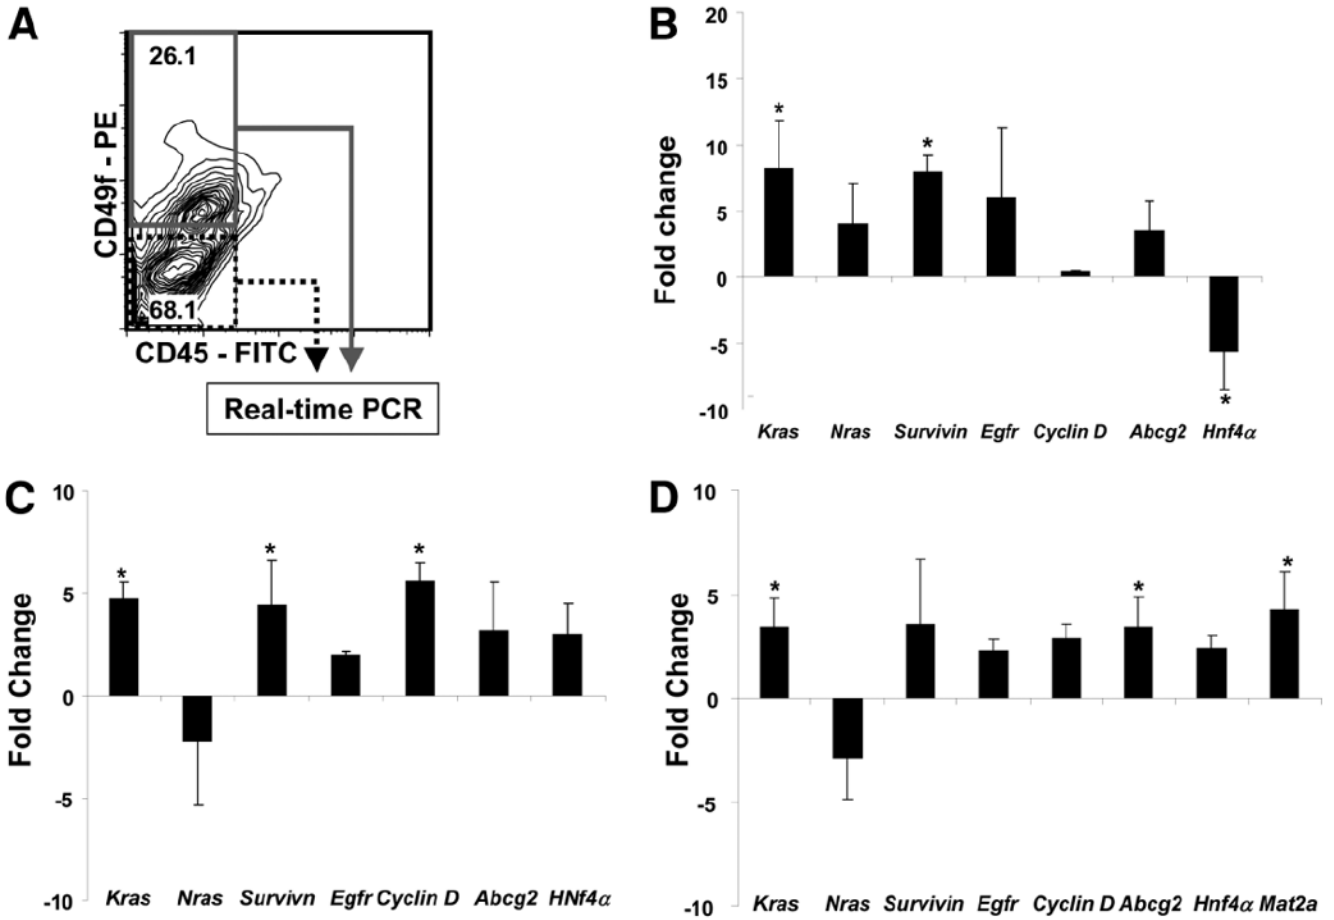 A
26.1
CD49f - PE
68.1
CD45 - FITC
Real-time PCR
B
20
15
10
5
0
-5
-10
Fold change
*
*
*
Kras Nras Survivin Egfr Cyclin D Abcg2 Hnf4α
C
10
5
0
-5
-10
Fold Change
*
*
*
Kras Nras Survivn Egfr Cyclin D Abcg2 HNf4α
D
10
5
0
-5
-10
Fold Change
*
*
*
Kras Nras Survivin Egfr Cyclin D Abcg2 Hnf4α Mat2a